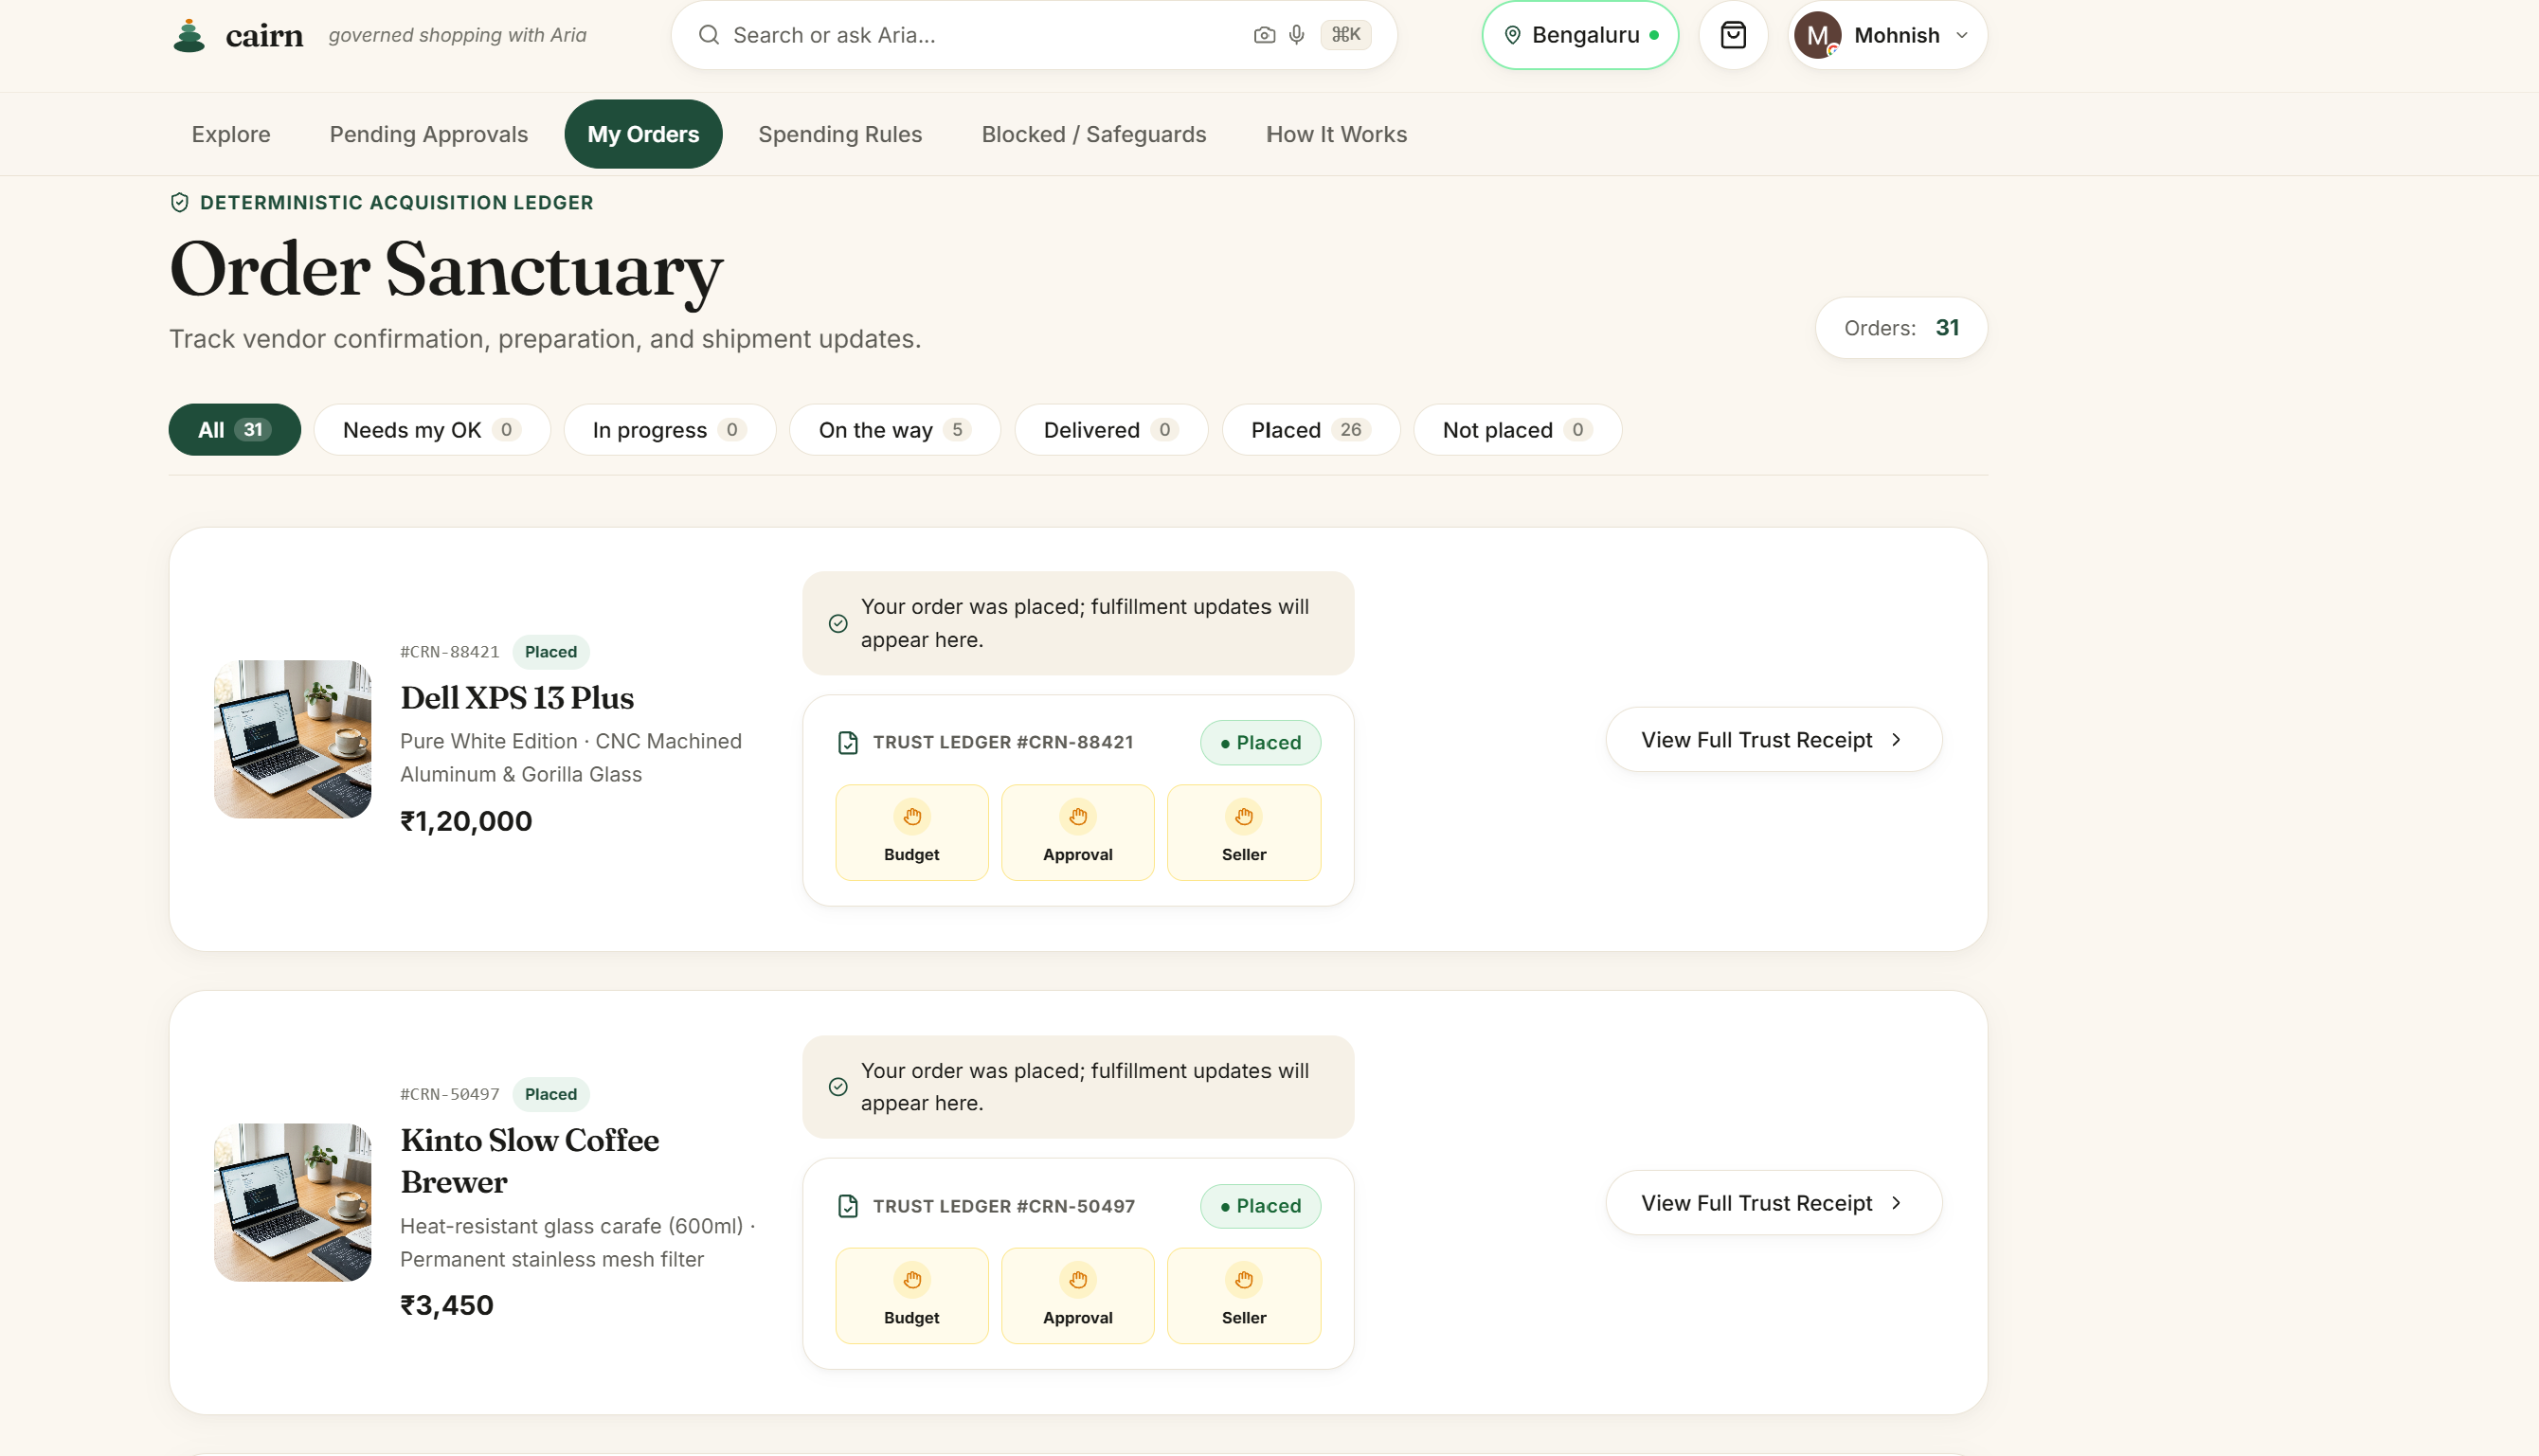 cairn governed shopping with Aria Search or ask Aria... ⌘K Bengaluru M Mohnish
Explore Pending Approvals My Orders Spending Rules Blocked / Safeguards How It Works
DETERMINISTIC ACQUISITION LEDGER
Order Sanctuary
Track vendor confirmation, preparation, and shipment updates.
Orders: 31
All 31 Needs my OK 0 In progress 0 On the way 5 Delivered 0 Placed 26 Not placed 0
#CRN-88421 Placed
Dell XPS 13 Plus
Pure White Edition · CNC Machined
Aluminum & Gorilla Glass
₹1,20,000
Your order was placed; fulfillment updates will
appear here.
TRUST LEDGER #CRN-88421 Placed
Budget Approval Seller
View Full Trust Receipt
#CRN-50497 Placed
Kinto Slow Coffee
Brewer
Heat-resistant glass carafe (600ml) ·
Permanent stainless mesh filter
₹3,450
Your order was placed; fulfillment updates will
appear here.
TRUST LEDGER #CRN-50497 Placed
Budget Approval Seller
View Full Trust Receipt